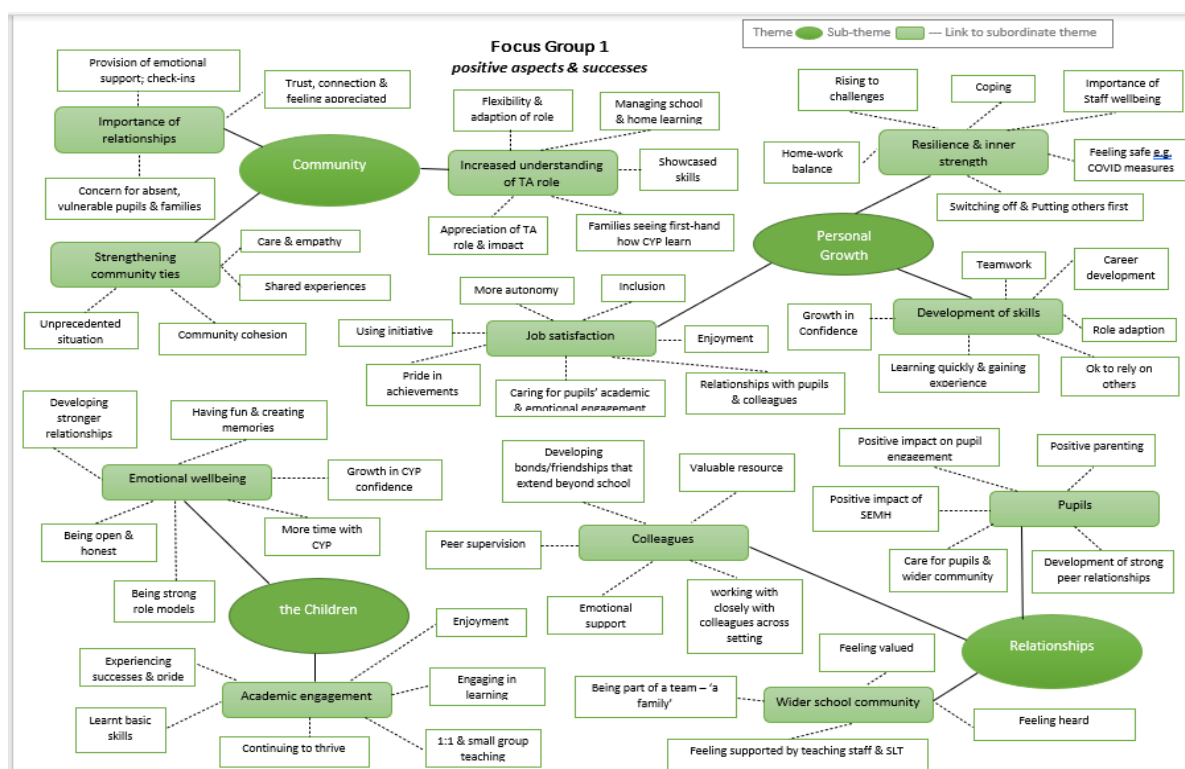 Theme Sub-theme --- Link to subordinate theme
Focus Group 1
positive aspects & successes
Provision of emotional
support; check-ins
Trust, connection &
feeling appreciated
Importance of
relationships
Concern for absent,
vulnerable pupils & families
Community
Strengthening
community ties
Care & empathy
Shared experiences
Unprecedented
situation
Community cohesion
Flexibility &
adaption of role
Managing school
& home learning
Increased understanding
of TA role
Showcased
skills
Appreciation of TA
role & impact
Families seeing first-hand
how CYP learn
Rising to
challenges
Coping
Importance of
Staff wellbeing
Resilience & inner
strength
Home-work
balance
Feeling safe e.g.
COVID measures
Switching off & Putting others first
Personal
Growth
Teamwork
Career
development
Growth in
Confidence
Development of skills
Role adaption
Learning quickly & gaining
experience
Ok to rely on
others
More autonomy
Inclusion
Using initiative
Job satisfaction
Enjoyment
Pride in
achievements
Caring for pupils' academic
& emotional engagement
Relationships with pupils
& colleagues
Developing
stronger
relationships
Having fun & creating
memories
Emotional wellbeing
Growth in CYP
confidence
Being open &
honest
More time with
CYP
Being strong
role models
the Children
Enjoyment
Experiencing
successes & pride
Academic engagement
Engaging in
learning
Learnt basic
skills
Continuing to thrive
1:1 & small group
teaching
Developing
bonds/friendships that
extend beyond school
Valuable resource
Peer supervision
Colleagues
Emotional
support
working with
closely with
colleagues across
setting
Positive impact on pupil
engagement
Positive parenting
Positive impact of
SEMH
Pupils
Care for pupils &
wider community
Development of strong
peer relationships
Relationships
Feeling valued
Being part of a team – 'a
family'
Wider school community
Feeling heard
Feeling supported by teaching staff & SLT